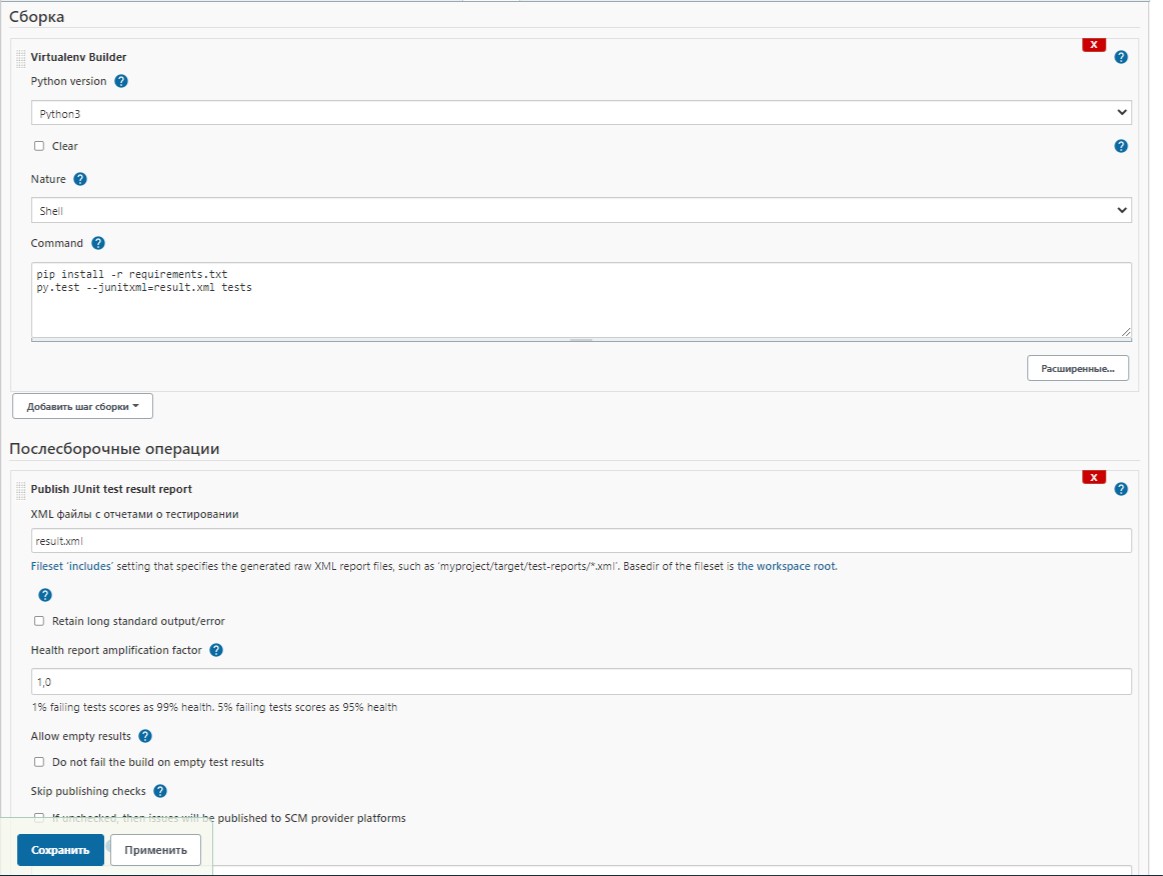 Сборка
X
Virtualenv Builder ?
Python version ?
Python3
Clear ?
Nature ?
Shell
Command ?
pip install -r requirements.txt
py.test --junitxml=result.xml tests
Расширенные...
Добавить шаг сборки
Послесборочные операции
X
Publish JUnit test result report ?
XML файлы с отчетами о тестировании
result.xml
Fileset 'includes' setting that specifies the generated raw XML report files, such as 'myproject/target/test-reports/*.xml'. Basedir of the fileset is the workspace root.
?
Retain long standard output/error
Health report amplification factor ?
1,0
1% failing tests scores as 99% health. 5% failing tests scores as 95% health
Allow empty results ?
Do not fail the build on empty test results
Skip publishing checks ?
If unchecked, then issues will be published to SCM provider platforms
Сохранить Применить